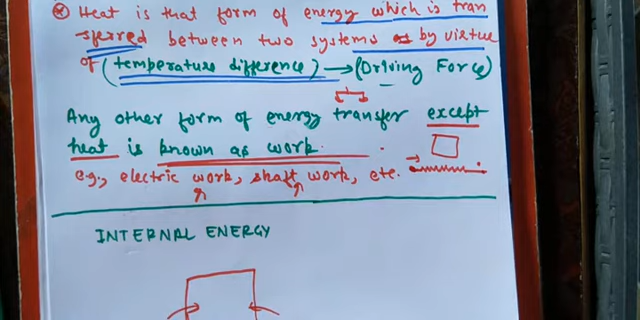 Heat is that form of energy which is tran
sferred between two systems by virtue
of (temperature difference) → (Driving Force)
Any other form of energy transfer except
heat is known as work.
e.g., electric work, shaft work, etc.
INTERNAL ENERGY